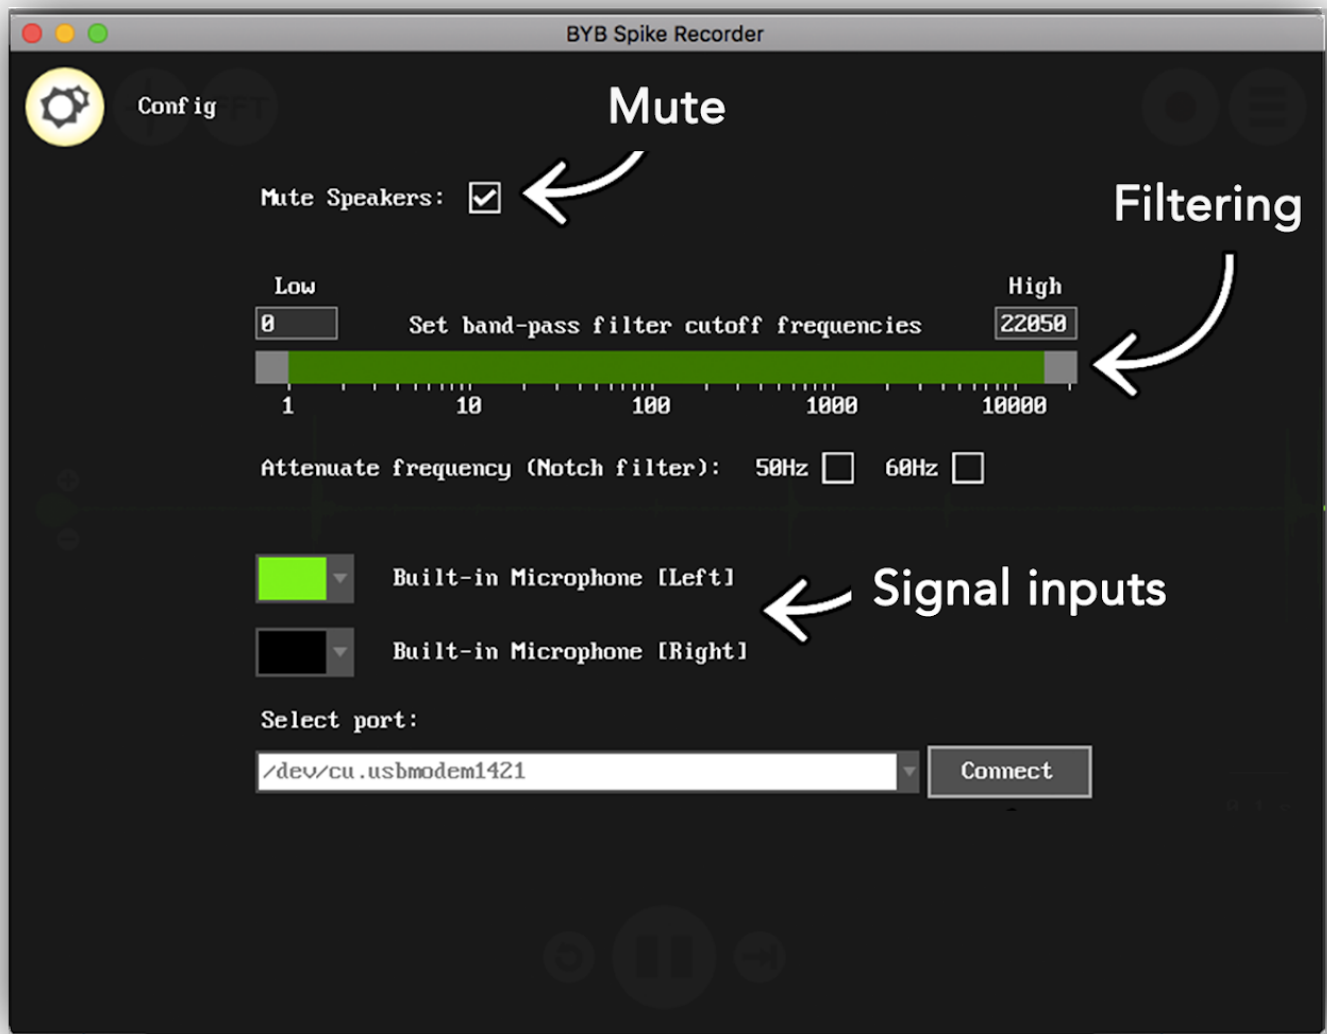 BYB Spike Recorder
Config
FFT
Mute
Mute Speakers:
Filtering
Low High
0 Set band-pass filter cutoff frequencies 22050
1 10 100 1000 10000
Attenuate frequency (Notch filter): 50Hz 60Hz
Built-in Microphone [Left]
Signal inputs
Built-in Microphone [Right]
Select port:
/dev/cu.usbmodem1421 Connect